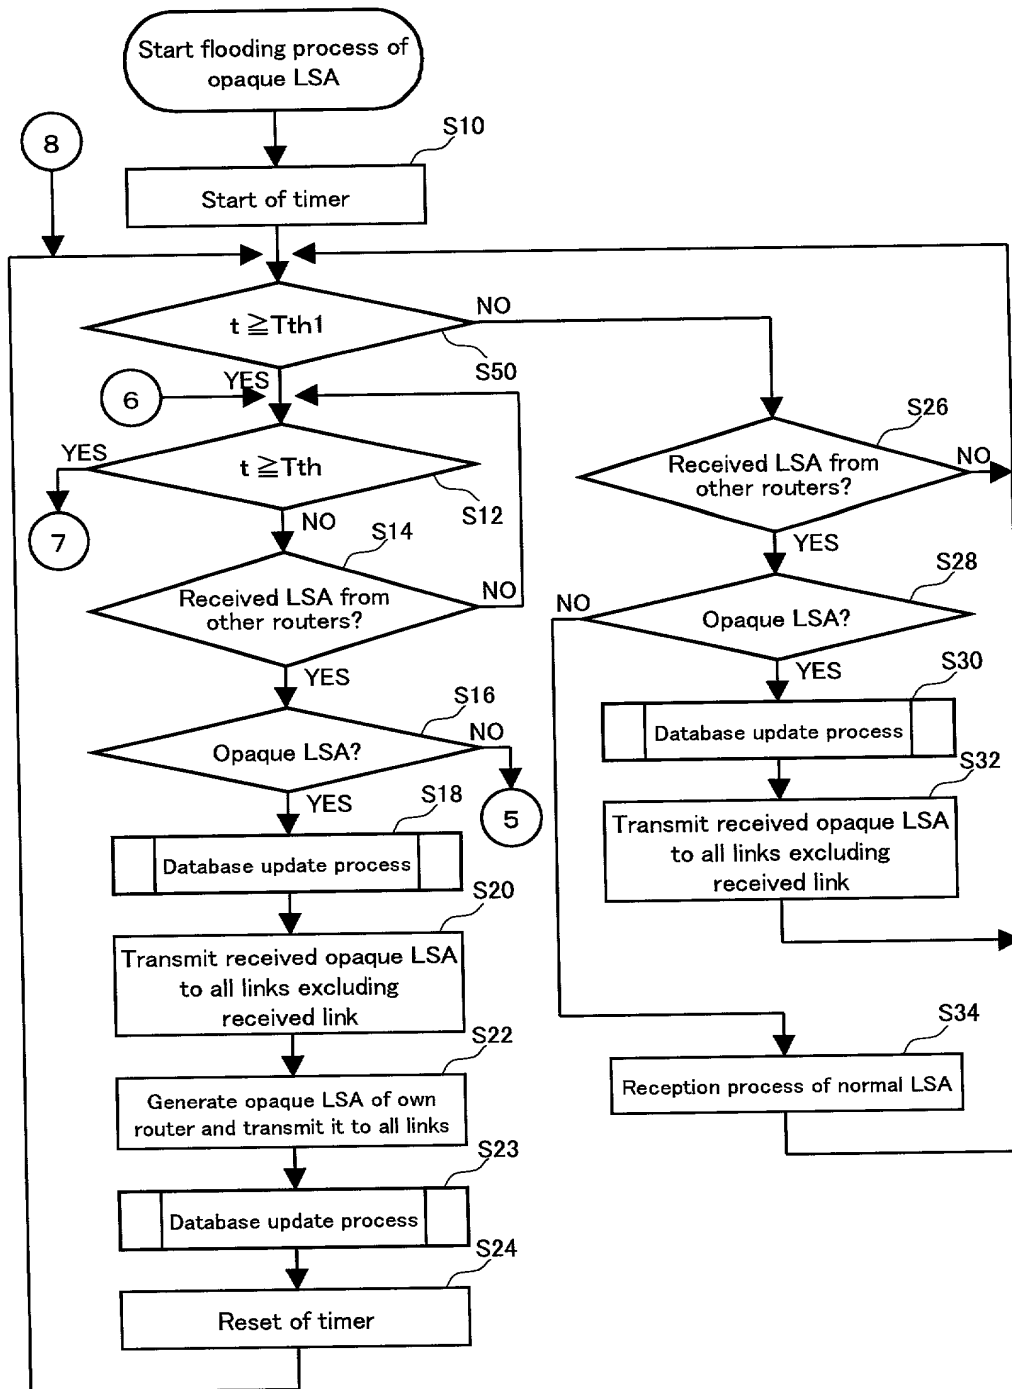 Start flooding process of
opaque LSA
8
S10
Start of timer
t ≧Tth1
NO
S50
YES
6
S26
YES
t ≧Tth
Received LSA from
other routers?
NO
S12
7
NO
S14
YES
S28
Received LSA from
other routers?
NO
NO
Opaque LSA?
YES
S16
YES
S30
Opaque LSA?
NO
Database update process
S32
YES
S18
5
Transmit received opaque LSA
to all links excluding
received link
Database update process
S20
Transmit received opaque LSA
to all links excluding
received link
S34
S22
Reception process of normal LSA
Generate opaque LSA of own
router and transmit it to all links
S23
Database update process
S24
Reset of timer